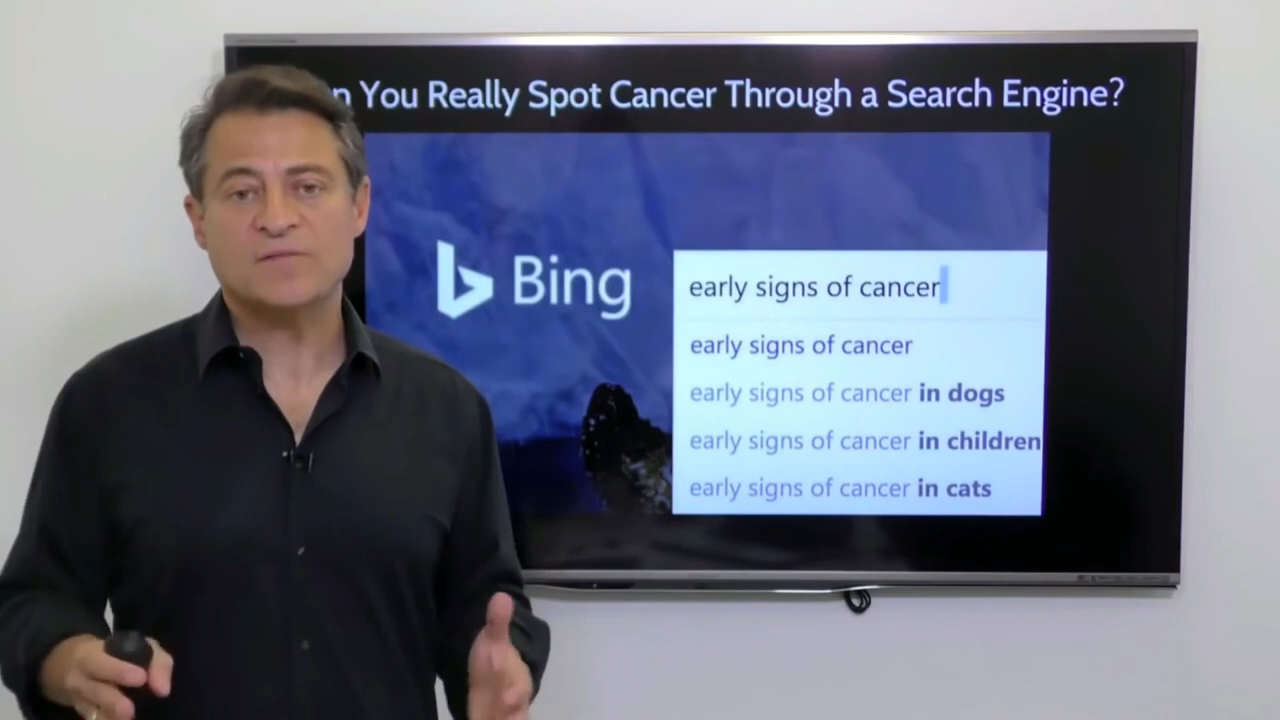 n You Really Spot Cancer Through a Search Engine?
Bing
early signs of cancer
early signs of cancer
early signs of cancer in dogs
early signs of cancer in children
early signs of cancer in cats